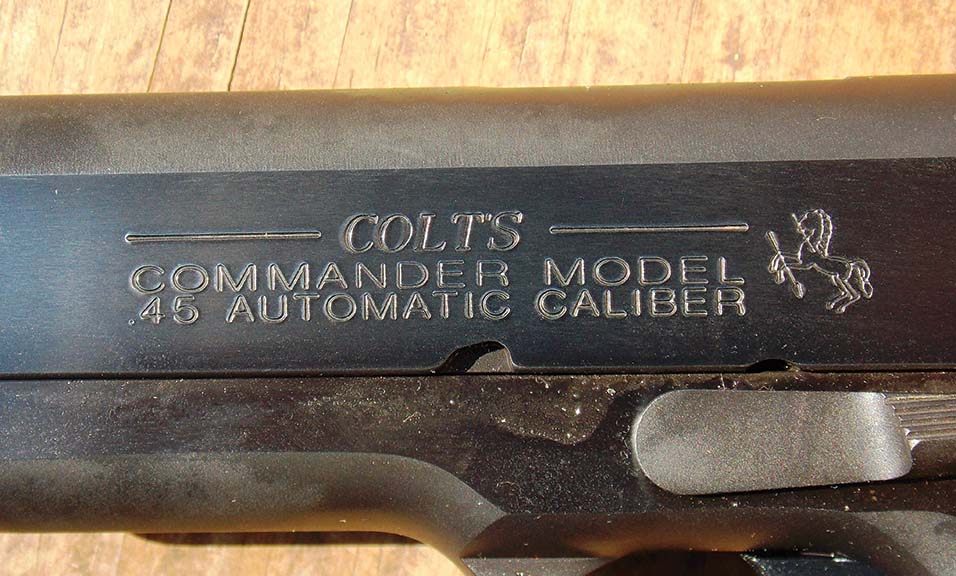 COLT'S
COMMANDER MODEL
.45 AUTOMATIC CALIBER